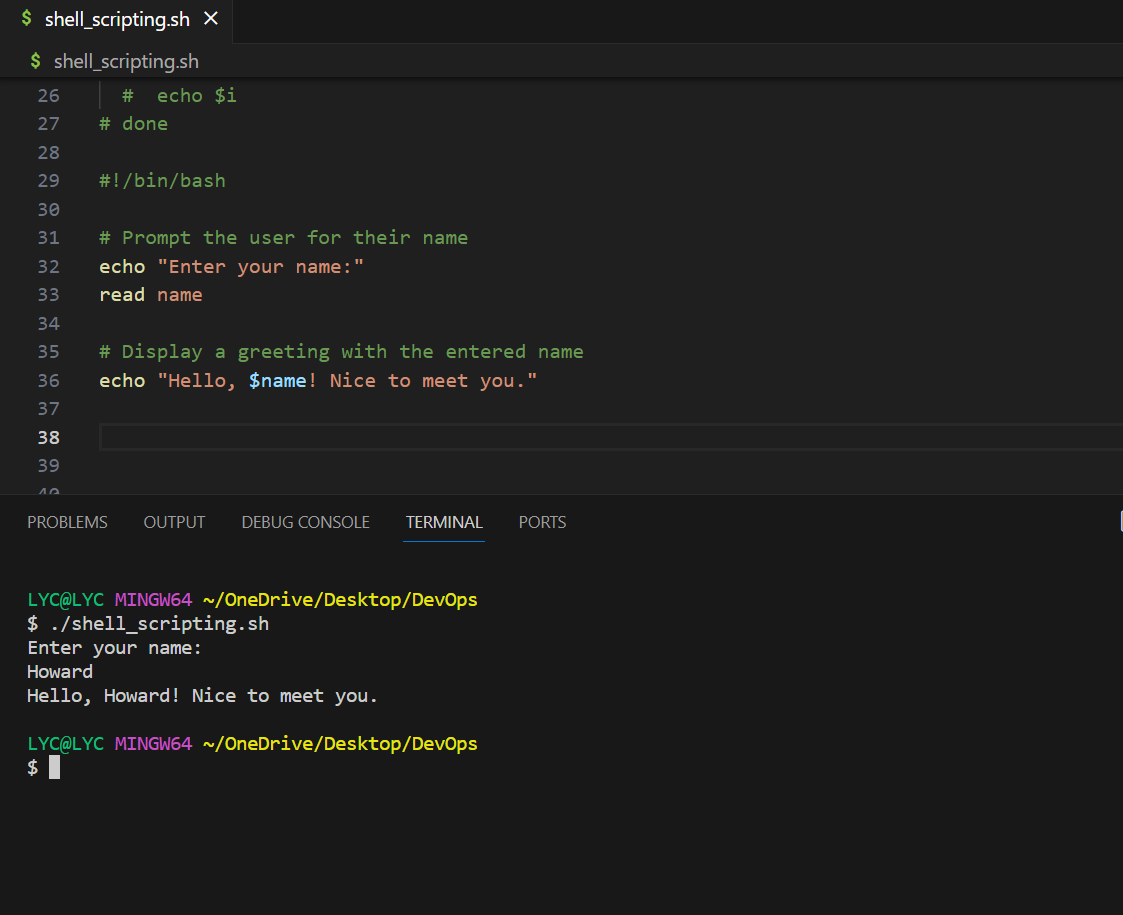 $ shell_scripting.sh ×
$ shell_scripting.sh
26 #  echo $i
27 # done
28
29 #!/bin/bash
30
31 # Prompt the user for their name
32 echo "Enter your name:"
33 read name
34
35 # Display a greeting with the entered name
36 echo "Hello, $name! Nice to meet you."
37
38
39
40
PROBLEMS OUTPUT DEBUG CONSOLE TERMINAL PORTS
LYC@LYC MINGW64 ~/OneDrive/Desktop/DevOps
$ ./shell_scripting.sh
Enter your name:
Howard
Hello, Howard! Nice to meet you.
LYC@LYC MINGW64 ~/OneDrive/Desktop/DevOps
$